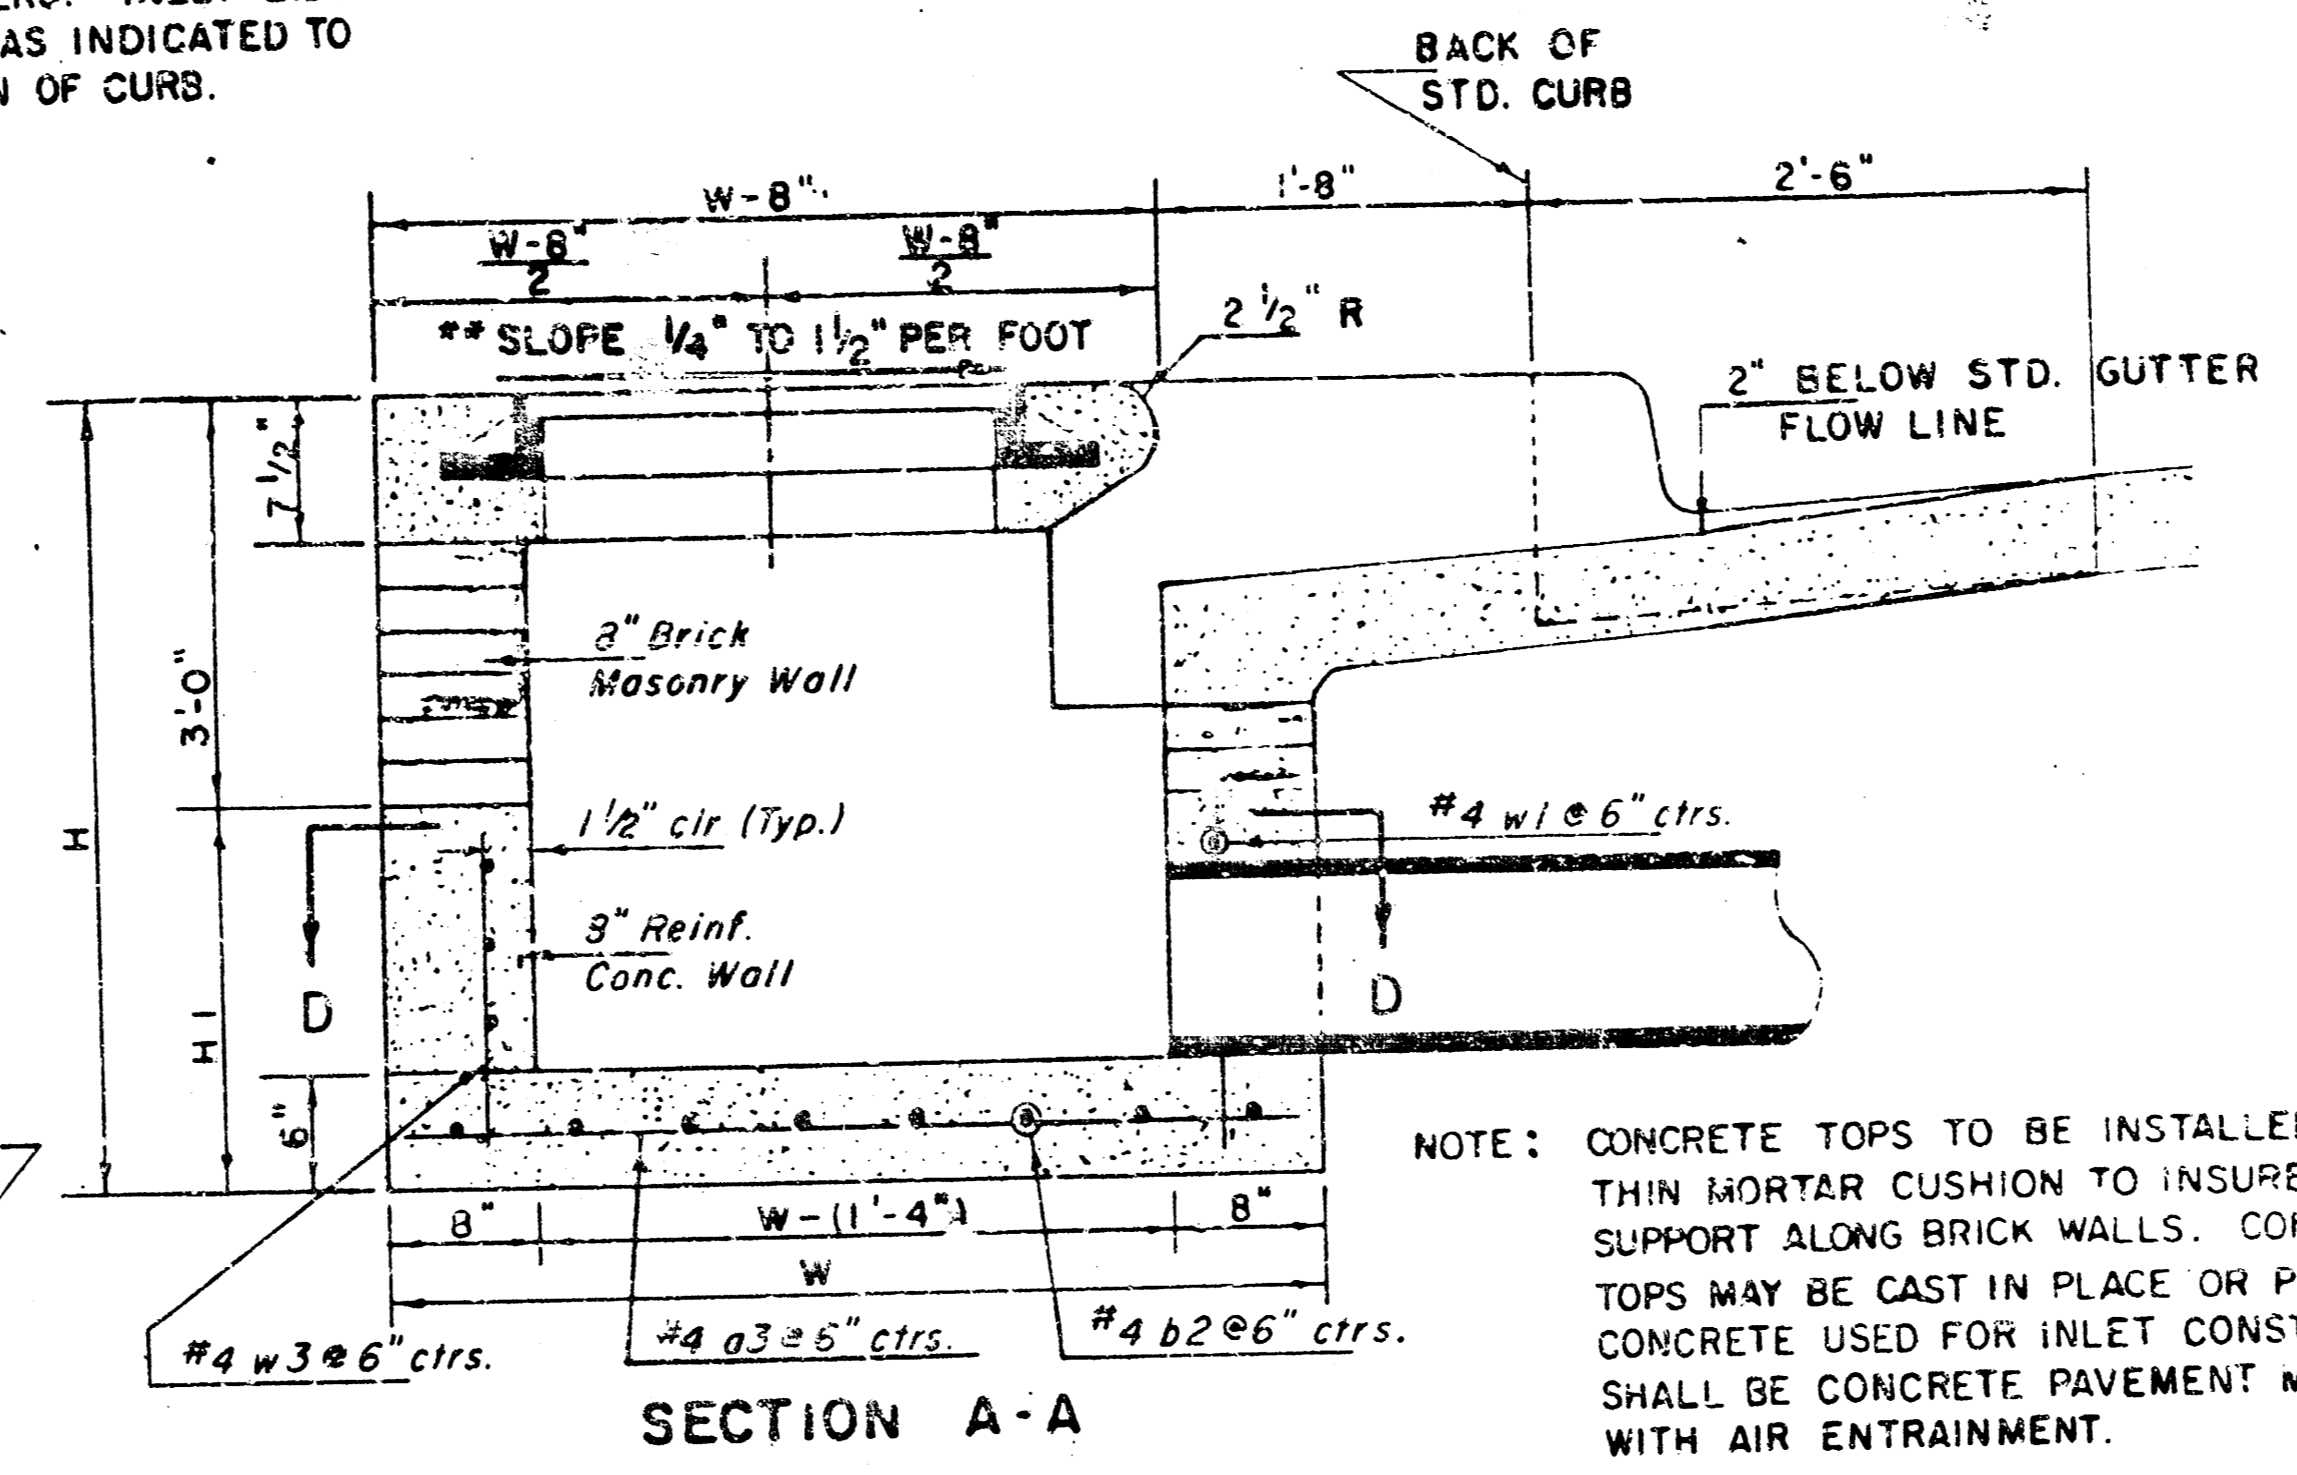 AS INDICATED TO
OF CURB.
BACK OF
STD. CURB
W-8"
1'-8"
2'-6"
W-8"
2
W-8"
2
2 1/2" R
** SLOPE 1/4" TO 1 1/2" PER FOOT
2" BELOW STD. GUTTER
FLOW LINE
7 1/2"
8" Brick
Masonry Wall
3'-0"
H
1 1/2" clr (Typ.)
#4 w1 @ 6" ctrs.
8" Reinf.
Conc. Wall
D
D
H1
6"
NOTE: CONCRETE TOPS TO BE INSTALLE
THIN MORTAR CUSHION TO INSURE
SUPPORT ALONG BRICK WALLS. CO
TOPS MAY BE CAST IN PLACE OR P
CONCRETE USED FOR INLET CONST
SHALL BE CONCRETE PAVEMENT M
WITH AIR ENTRAINMENT.
8"
W-(1'-4")
8"
W
#4 w3 @ 6" ctrs.
#4 a3 @ 6" ctrs.
#4 b2 @ 6" ctrs.
SECTION A-A